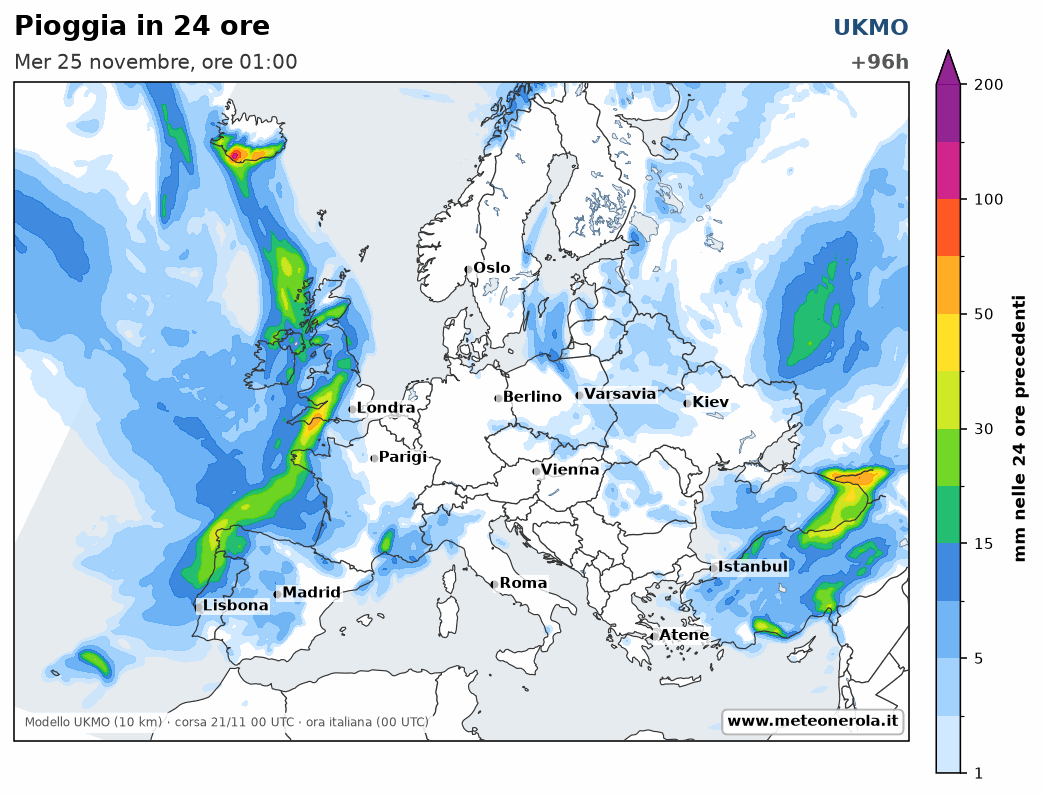 Pioggia in 24 ore
UKMO
Mer 25 novembre, ore 01:00
+96h
200
100
50
30
15
5
1
mm nelle 24 ore precedenti
Oslo
Berlino
Varsavia
Kiev
Londra
Parigi
Vienna
Istanbul
Roma
Madrid
Lisbona
Atene
Modello UKMO (10 km) · corsa 21/11 00 UTC · ora italiana (00 UTC)
www.meteonerola.it